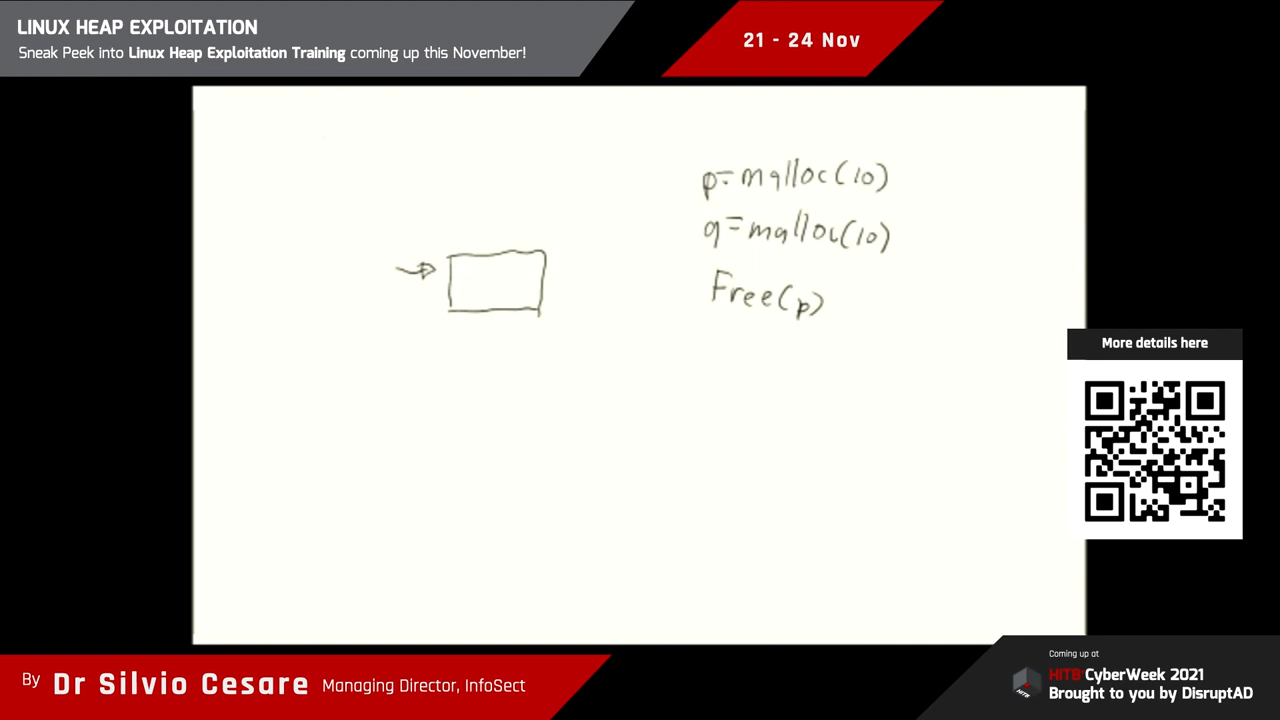 LINUX HEAP EXPLOITATION
Sneak Peek into Linux Heap Exploitation Training coming up this November!
21 - 24 Nov
p=malloc(10)
q=malloc(10)
Free(p)
More details here
By Dr Silvio Cesare Managing Director, InfoSect
Coming up at
HITB CyberWeek 2021
Brought to you by DisruptAD
HITB